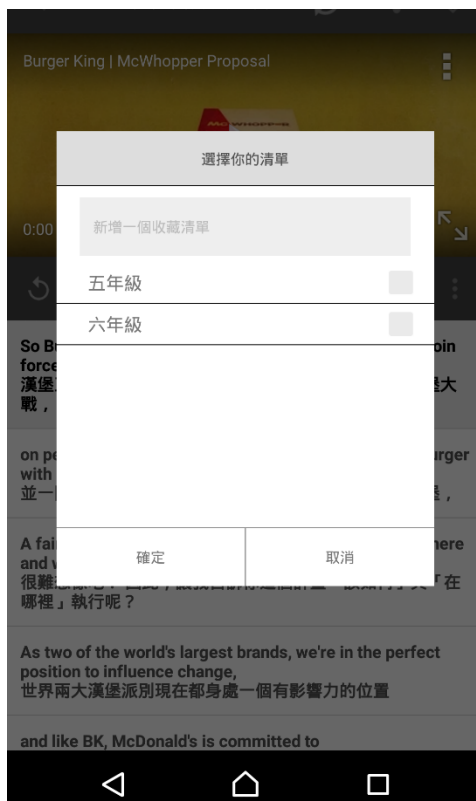 Burger King | McWhopper Proposal
McWHOPPER
選擇你的清單
0:00
新增一個收藏清單
五年級
六年級
So oin
force
漢堡 堡大
戰，
on pe urger
with
並一 堡，
A fai here
and w
很難 在
哪裡」執行呢？
As two of the world's largest brands, we're in the perfect
position to influence change,
世界兩大漢堡派別現在都身處一個有影響力的位置
and like BK, McDonald's is committed to
確定 取消